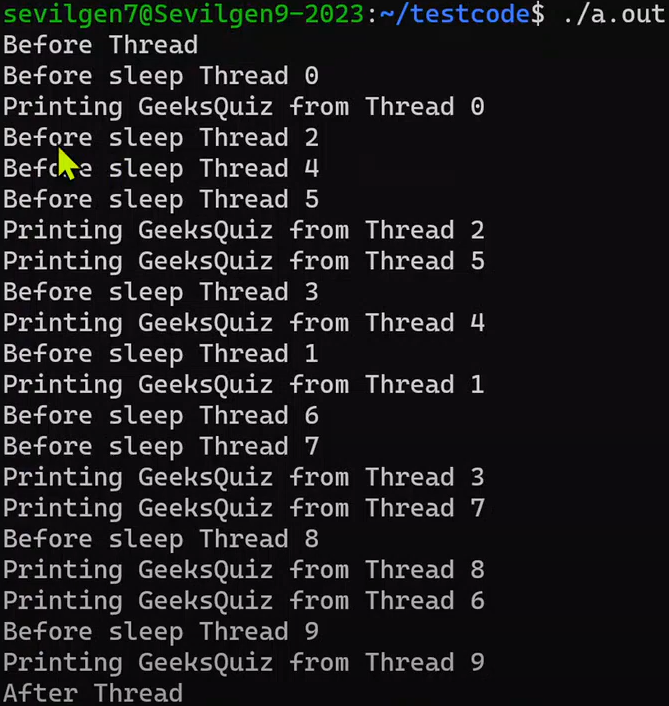 sevilgen7@Sevilgen9-2023:~/testcode$ ./a.out
Before Thread
Before sleep Thread 0
Printing GeeksQuiz from Thread 0
Before sleep Thread 2
Before sleep Thread 4
Before sleep Thread 5
Printing GeeksQuiz from Thread 2
Printing GeeksQuiz from Thread 5
Before sleep Thread 3
Printing GeeksQuiz from Thread 4
Before sleep Thread 1
Printing GeeksQuiz from Thread 1
Before sleep Thread 6
Before sleep Thread 7
Printing GeeksQuiz from Thread 3
Printing GeeksQuiz from Thread 7
Before sleep Thread 8
Printing GeeksQuiz from Thread 8
Printing GeeksQuiz from Thread 6
Before sleep Thread 9
Printing GeeksQuiz from Thread 9
After Thread